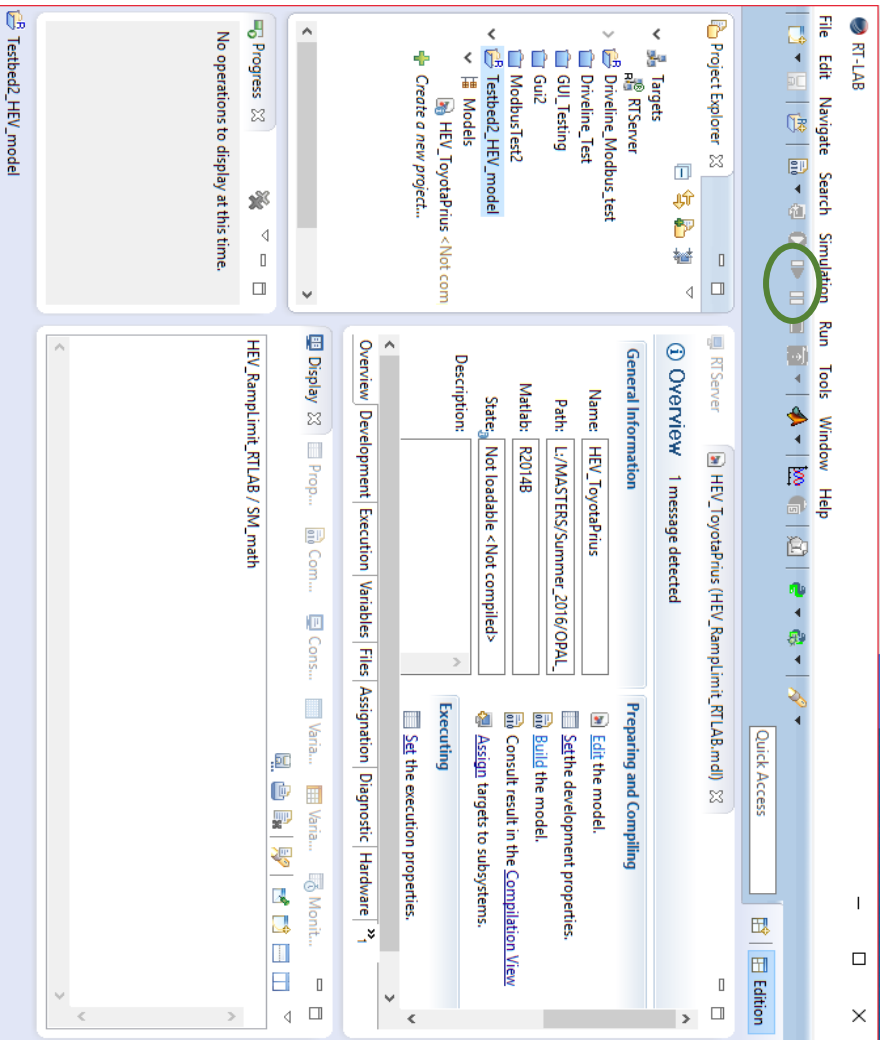 RT-LAB
File Edit Navigate Search Simulation Run Tools Window Help
Quick Access
Edition
Project Explorer
Targets
RTServer
Driveline_Modbus_test
Driveline_Test
GUI_Testing
Gui2
ModbusTest2
Testbed2_HEV_model
Models
HEV_ToyotaPrius <Not com
Create a new project...
RTServer
HEV_ToyotaPrius (HEV_RampLimit_RTLAB.mdl)
Overview 1 message detected
General Information
Name: HEV_ToyotaPrius
Path: L:/MASTERS/Summer_2016/OPAL_
Matlab: R2014B
State: Not loadable <Not compiled>
Description:
Preparing and Compiling
Edit the model.
Setthe development properties.
Build the model.
Consult result in the Compilation View
Assign targets to subsystems.
Executing
Set the execution properties.
Overview Development Execution Variables Files Assignation Diagnostic Hardware »1
Progress
No operations to display at this time.
Display Prop... Com... Cons... Varia... Varia... Monit...
HEV_RampLimit_RTLAB / SM_math
Testbed2_HEV_model